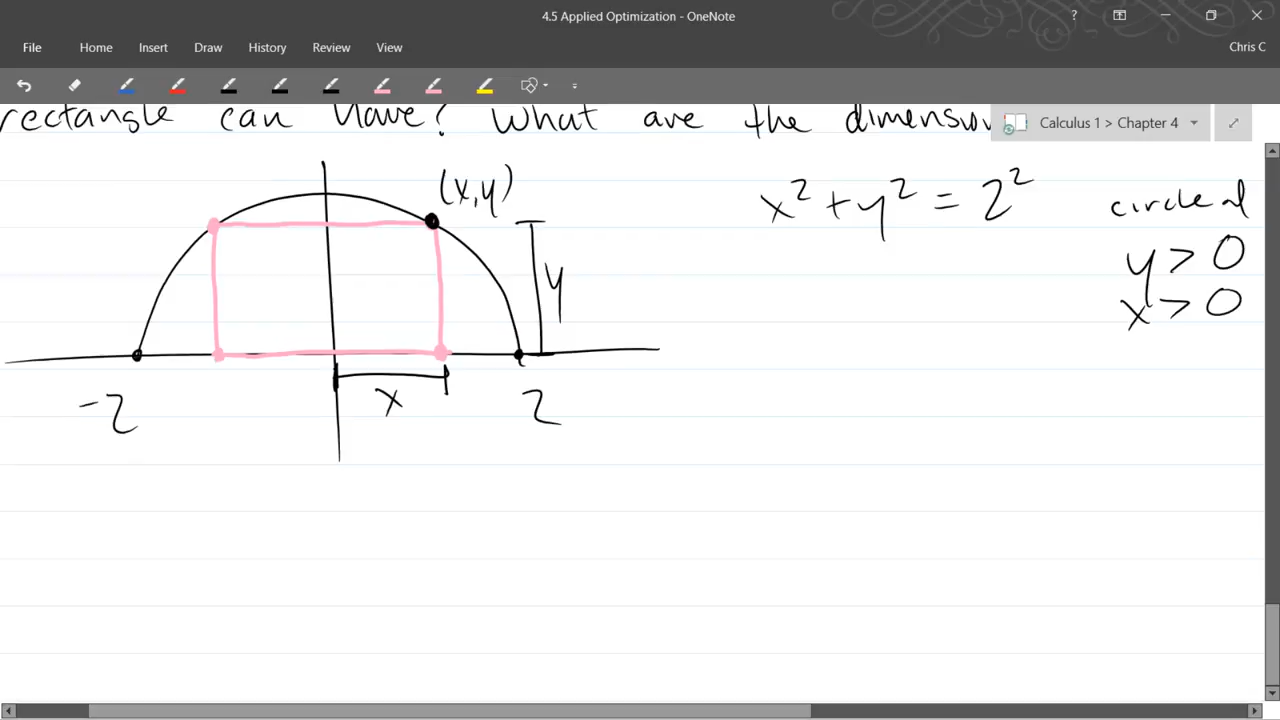 4.5 Applied Optimization - OneNote
?
File Home Insert Draw History Review View
Chris C
rectangle can have? What are the dimension
Calculus 1 > Chapter 4
(x,y)
x² + y² = 2²
circle
y > 0
x > 0
y
x
-2
2